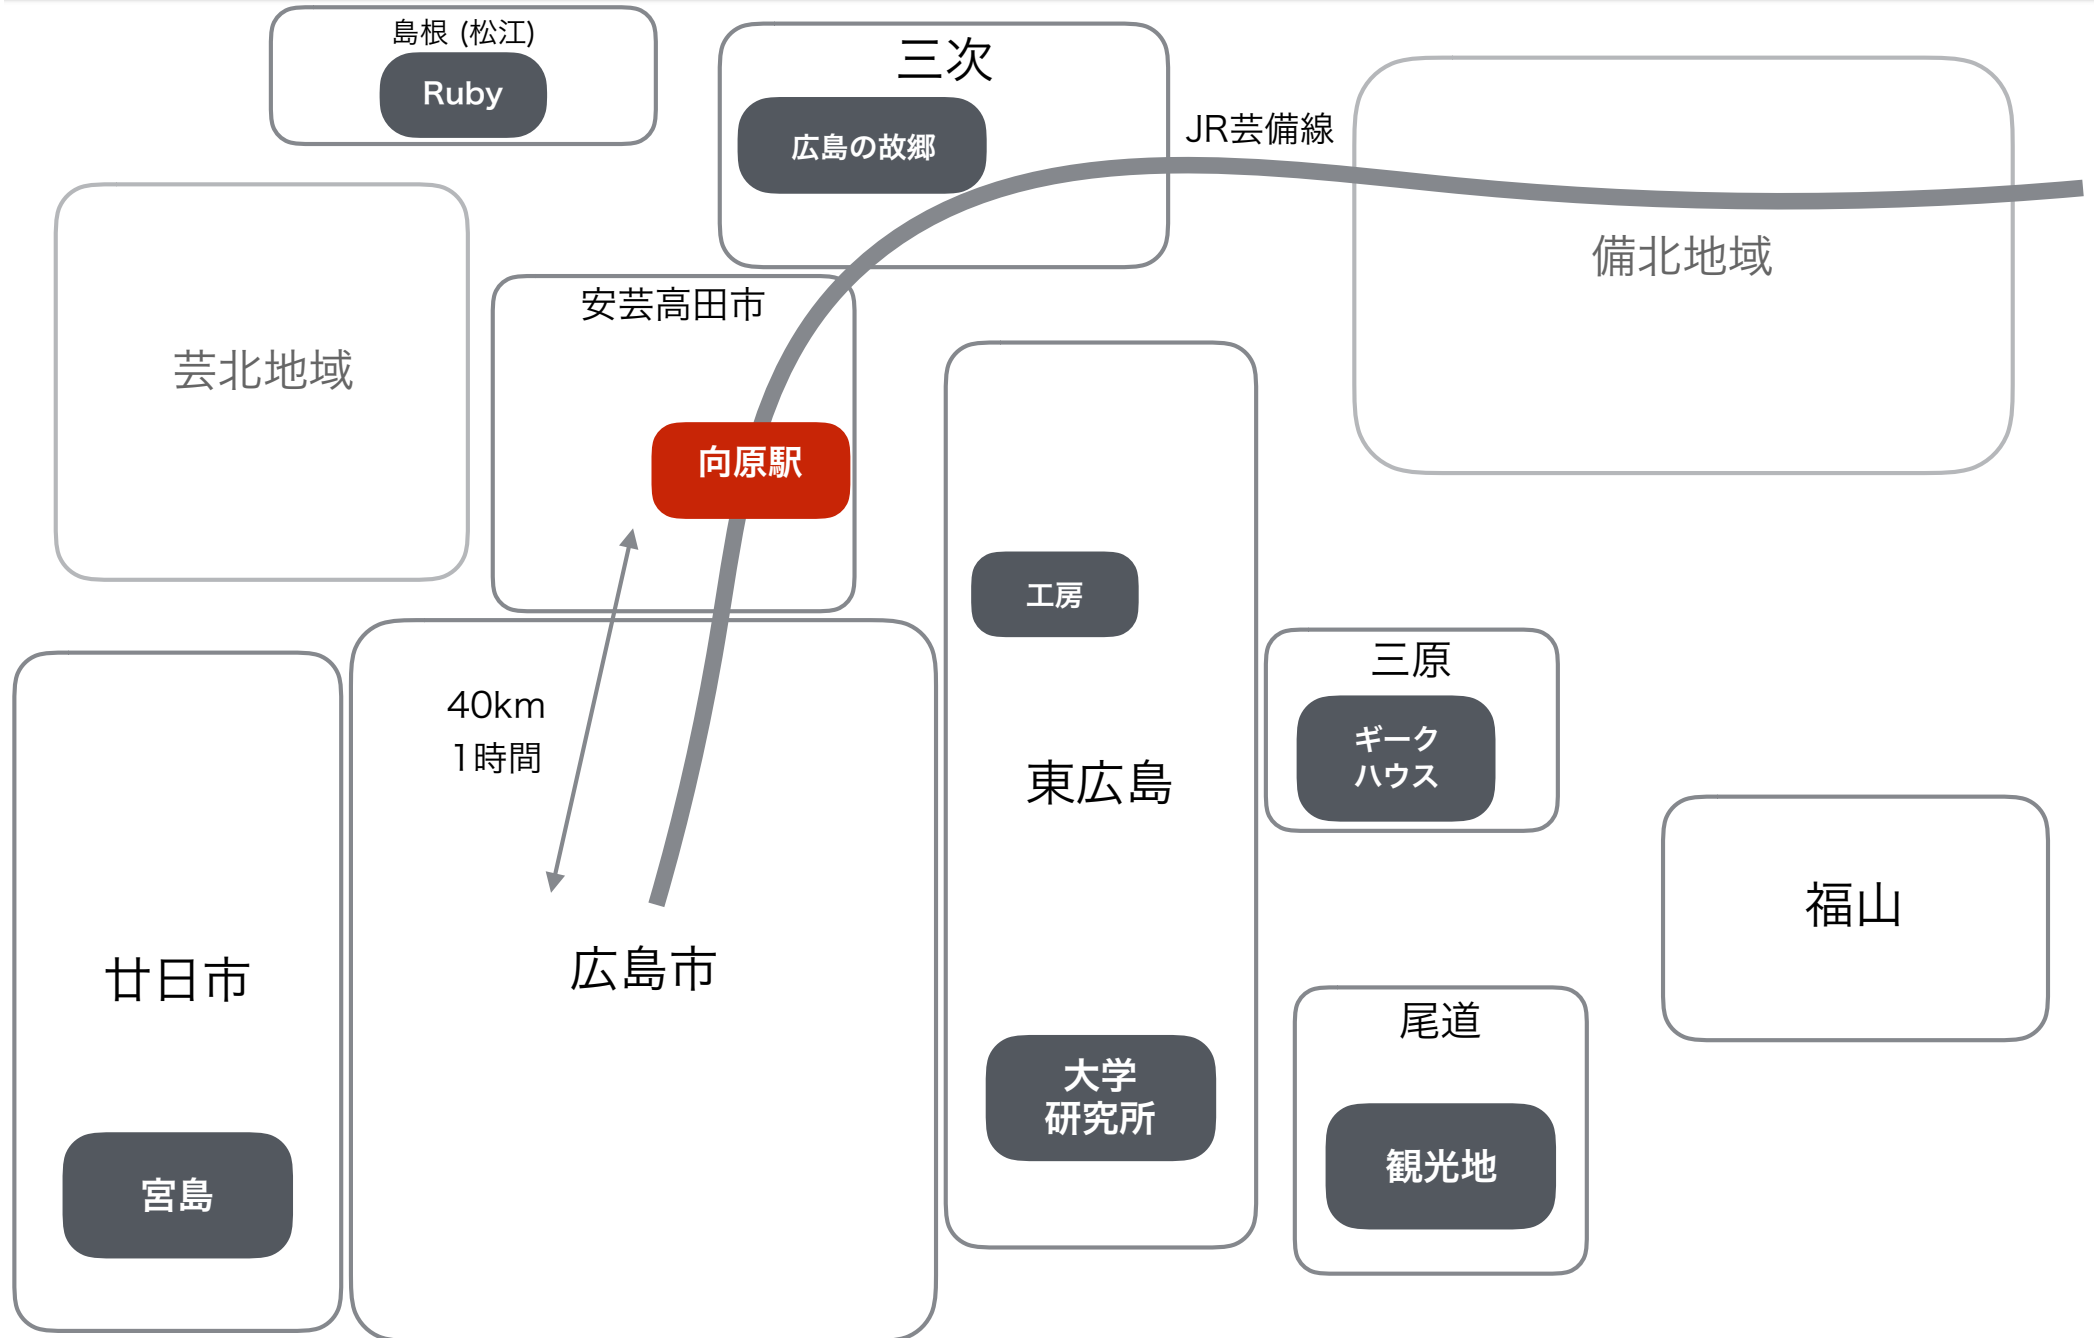 島根 (松江)
Ruby
三次
広島の故郷
JR芸備線
備北地域
芸北地域
安芸高田市
向原駅
工房
三原
ギーク
ハウス
40km
1時間
東広島
福山
廿日市
広島市
尾道
大学
研究所
観光地
宮島